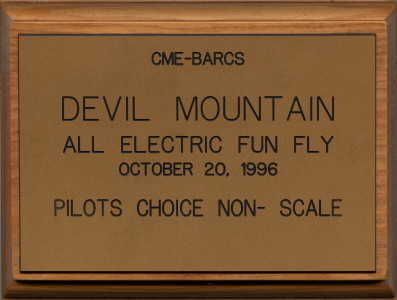 CME-BARCS
DEVIL MOUNTAIN
ALL ELECTRIC FUN FLY
OCTOBER 20, 1996
PILOTS CHOICE NON- SCALE